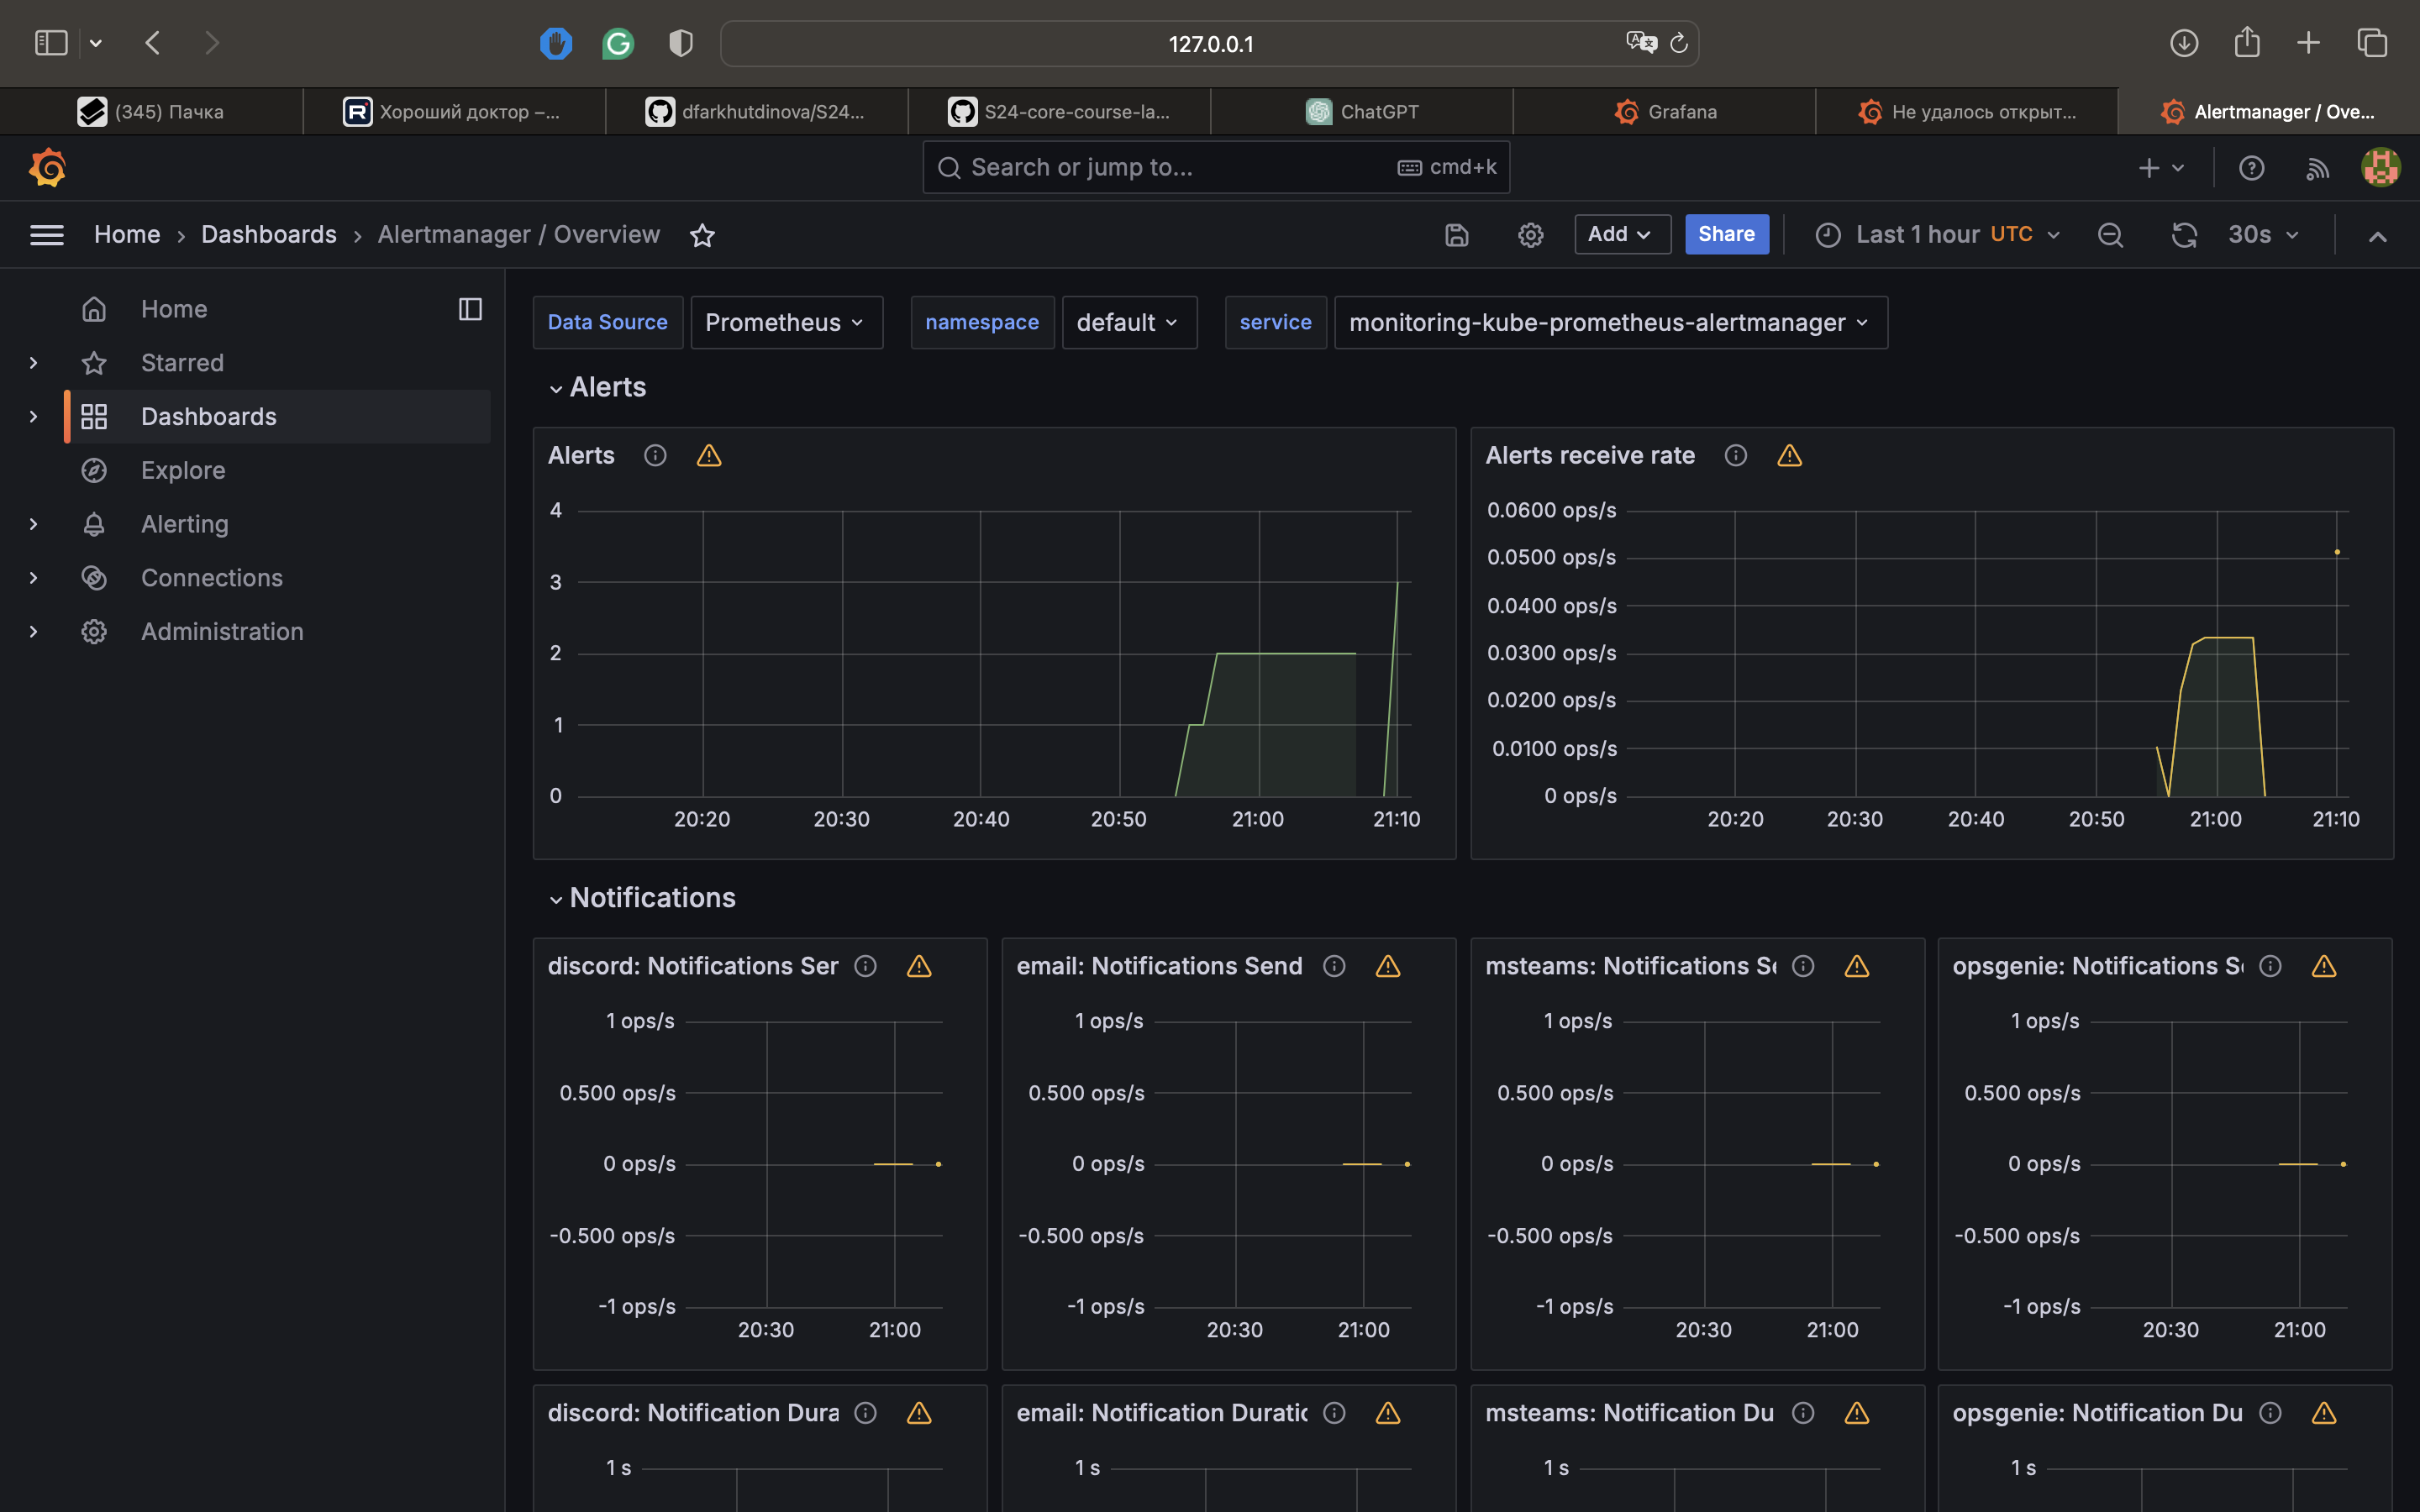 127.0.0.1
(345) Пачка
Хороший доктор –...
dfarkhutdinova/S24...
S24-core-course-la...
ChatGPT
Grafana
Не удалось открыт...
Alertmanager / Ove...
Search or jump to...
cmd+k
Home › Dashboards › Alertmanager / Overview
Add
Share
Last 1 hour UTC
30s
Home
Starred
Dashboards
Explore
Alerting
Connections
Administration
Data Source Prometheus
namespace default
service monitoring-kube-prometheus-alertmanager
Alerts
Alerts
4
3
2
1
0
20:20 20:30 20:40 20:50 21:00 21:10
Alerts receive rate
0.0600 ops/s
0.0500 ops/s
0.0400 ops/s
0.0300 ops/s
0.0200 ops/s
0.0100 ops/s
0 ops/s
20:20 20:30 20:40 20:50 21:00 21:10
Notifications
discord: Notifications Ser
1 ops/s
0.500 ops/s
0 ops/s
-0.500 ops/s
-1 ops/s
20:30 21:00
email: Notifications Send
1 ops/s
0.500 ops/s
0 ops/s
-0.500 ops/s
-1 ops/s
20:30 21:00
msteams: Notifications Se
1 ops/s
0.500 ops/s
0 ops/s
-0.500 ops/s
-1 ops/s
20:30 21:00
opsgenie: Notifications Se
1 ops/s
0.500 ops/s
0 ops/s
-0.500 ops/s
-1 ops/s
20:30 21:00
discord: Notification Dura
1 s
email: Notification Duratic
1 s
msteams: Notification Du
1 s
opsgenie: Notification Du
1 s